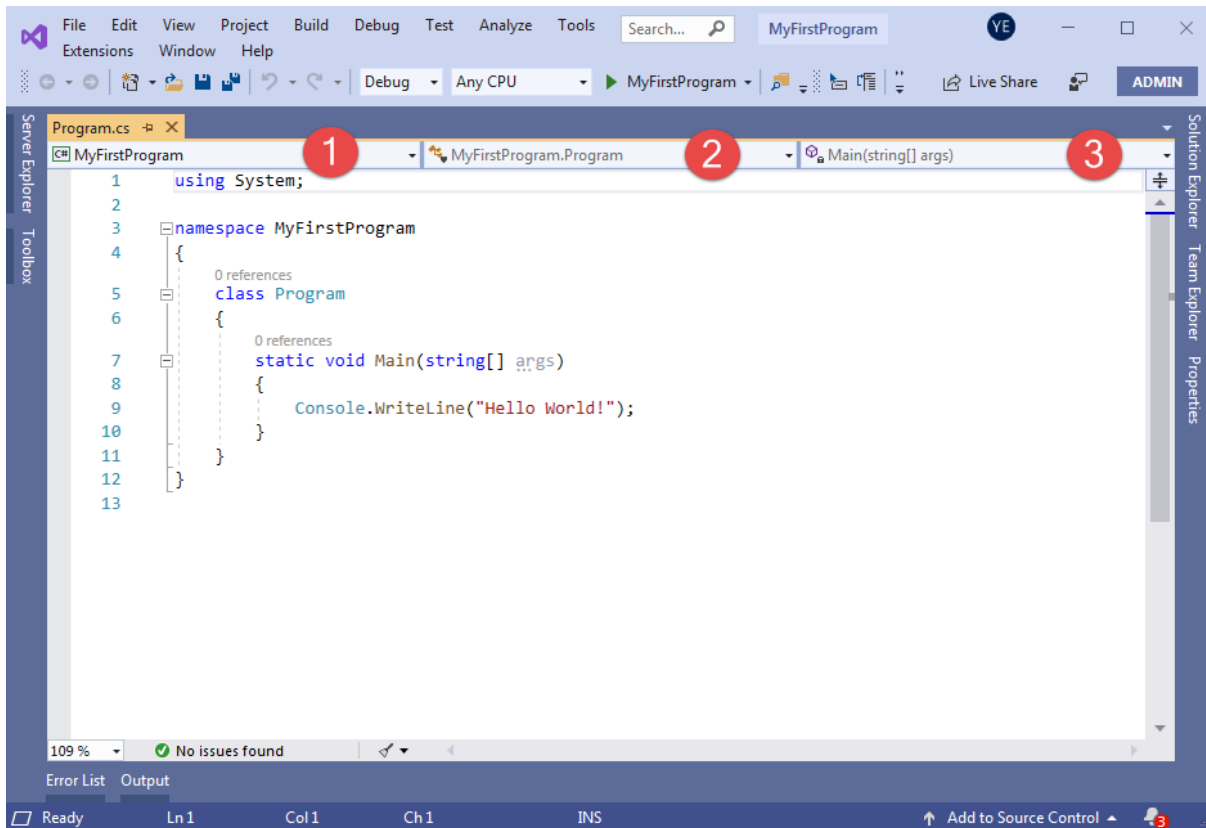 File Edit View Project Build Debug Test Analyze Tools Search... MyFirstProgram YE
Extensions Window Help
Debug Any CPU MyFirstProgram Live Share ADMIN
Server Explorer
Toolbox
Program.cs
C# MyFirstProgram 1 MyFirstProgram.Program 2 Main(string[] args) 3
1 using System;
2
3 namespace MyFirstProgram
4 {
0 references
5 class Program
6 {
0 references
7 static void Main(string[] args)
8 {
9 Console.WriteLine("Hello World!");
10 }
11 }
12 }
13
Solution Explorer
Team Explorer
Properties
109 % No issues found
Error List Output
Ready Ln 1 Col 1 Ch 1 INS Add to Source Control 3